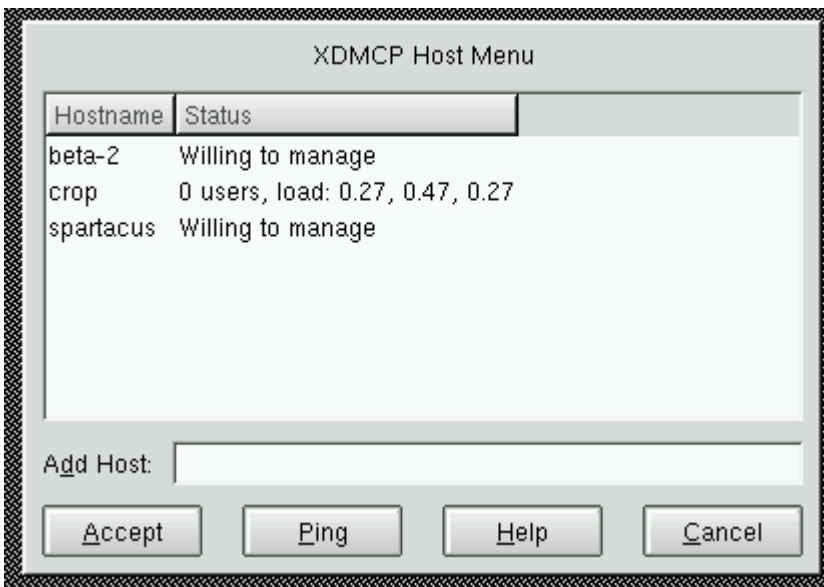 XDMCP Host Menu
Hostname Status
beta-2 Willing to manage
crop 0 users, load: 0.27, 0.47, 0.27
spartacus Willing to manage
Add Host:
Accept Ping Help Cancel